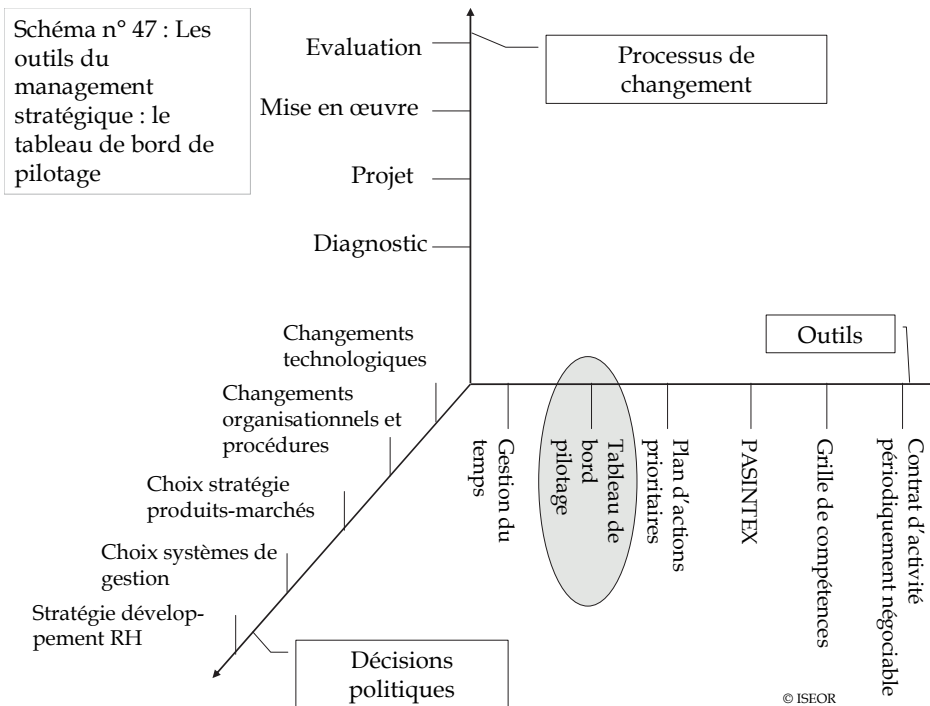 Schéma n° 47 : Les
outils du
management
stratégique : le
tableau de bord de
pilotage
Evaluation
Processus de
changement
Mise en œuvre
Projet
Diagnostic
Changements
technologiques
Outils
Changements
organisationnels et
procédures
Choix stratégie
produits-marchés
Choix systèmes de
gestion
Stratégie dévelop-
pement RH
Décisions
politiques
Gestion du
temps
Tableau de
bord
pilotage
Plan d'actions
prioritaires
PASINTEX
Grille de compétences
Contrat d'activité
périodiquement négociable
© ISEOR